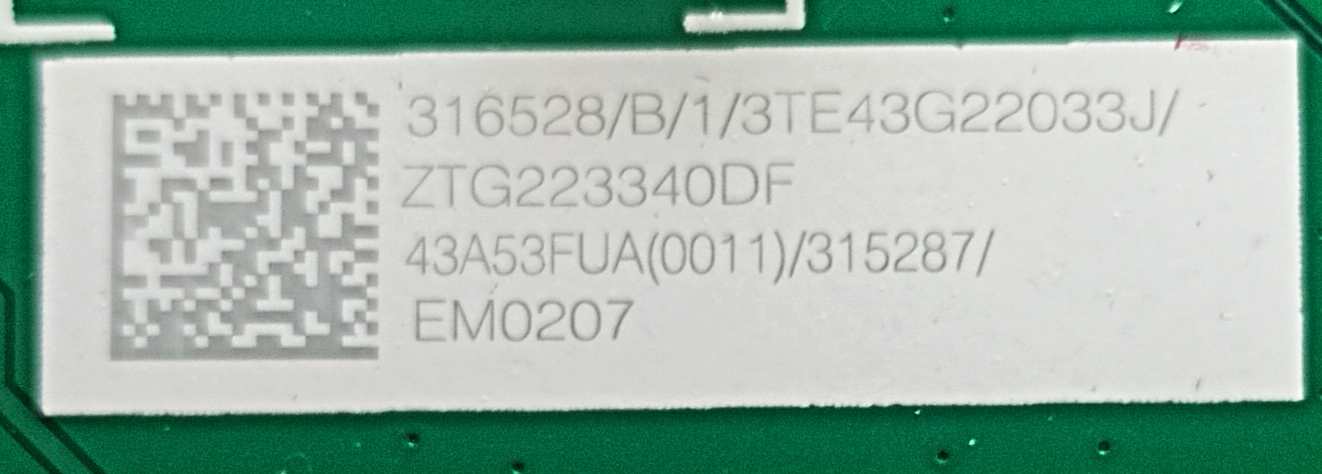 316528/B/1/3TE43G22033J/
ZTG223340DF
43A53FUA(0011)/315287/
EM0207